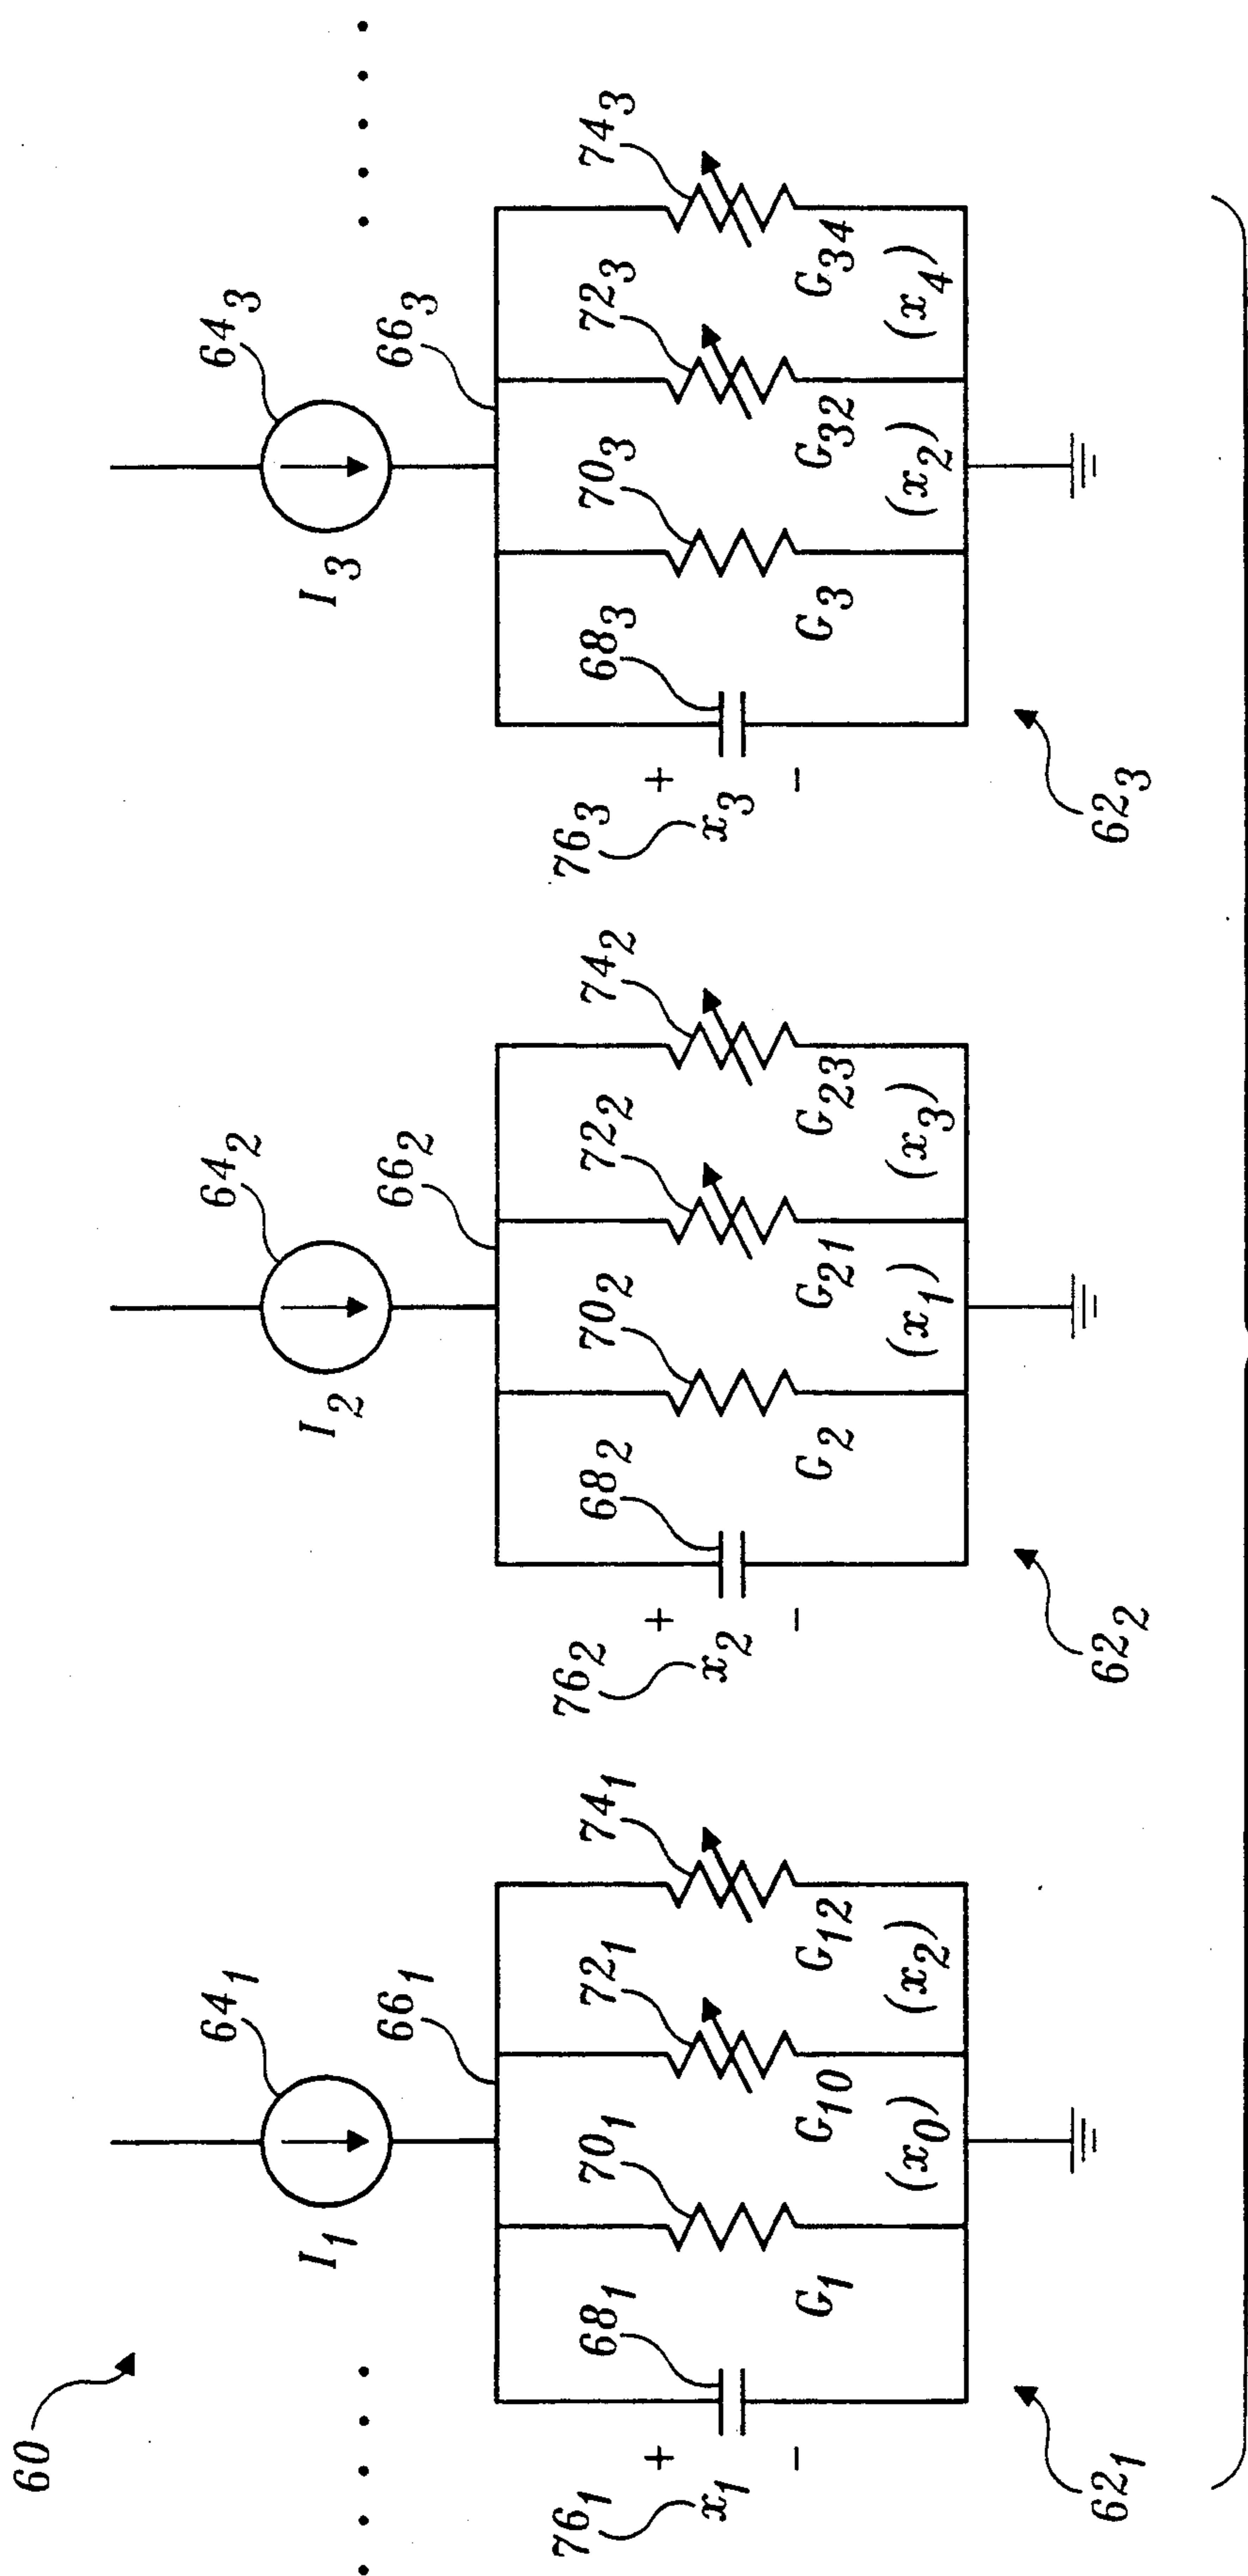 60
64₁
64₂
64₃
I₁
I₂
I₃
66₁
66₂
66₃
76₁
68₁
70₁
72₁
74₁
76₂
68₂
70₂
72₂
74₂
76₃
68₃
70₃
72₃
74₃
+
x₁
-
+
x₂
-
+
x₃
-
G₁
G₁₀
(x₀)
G₁₂
(x₂)
G₂
G₂₁
(x₁)
G₂₃
(x₃)
G₃
G₃₂
(x₂)
G₃₄
(x₄)
62₁
62₂
62₃